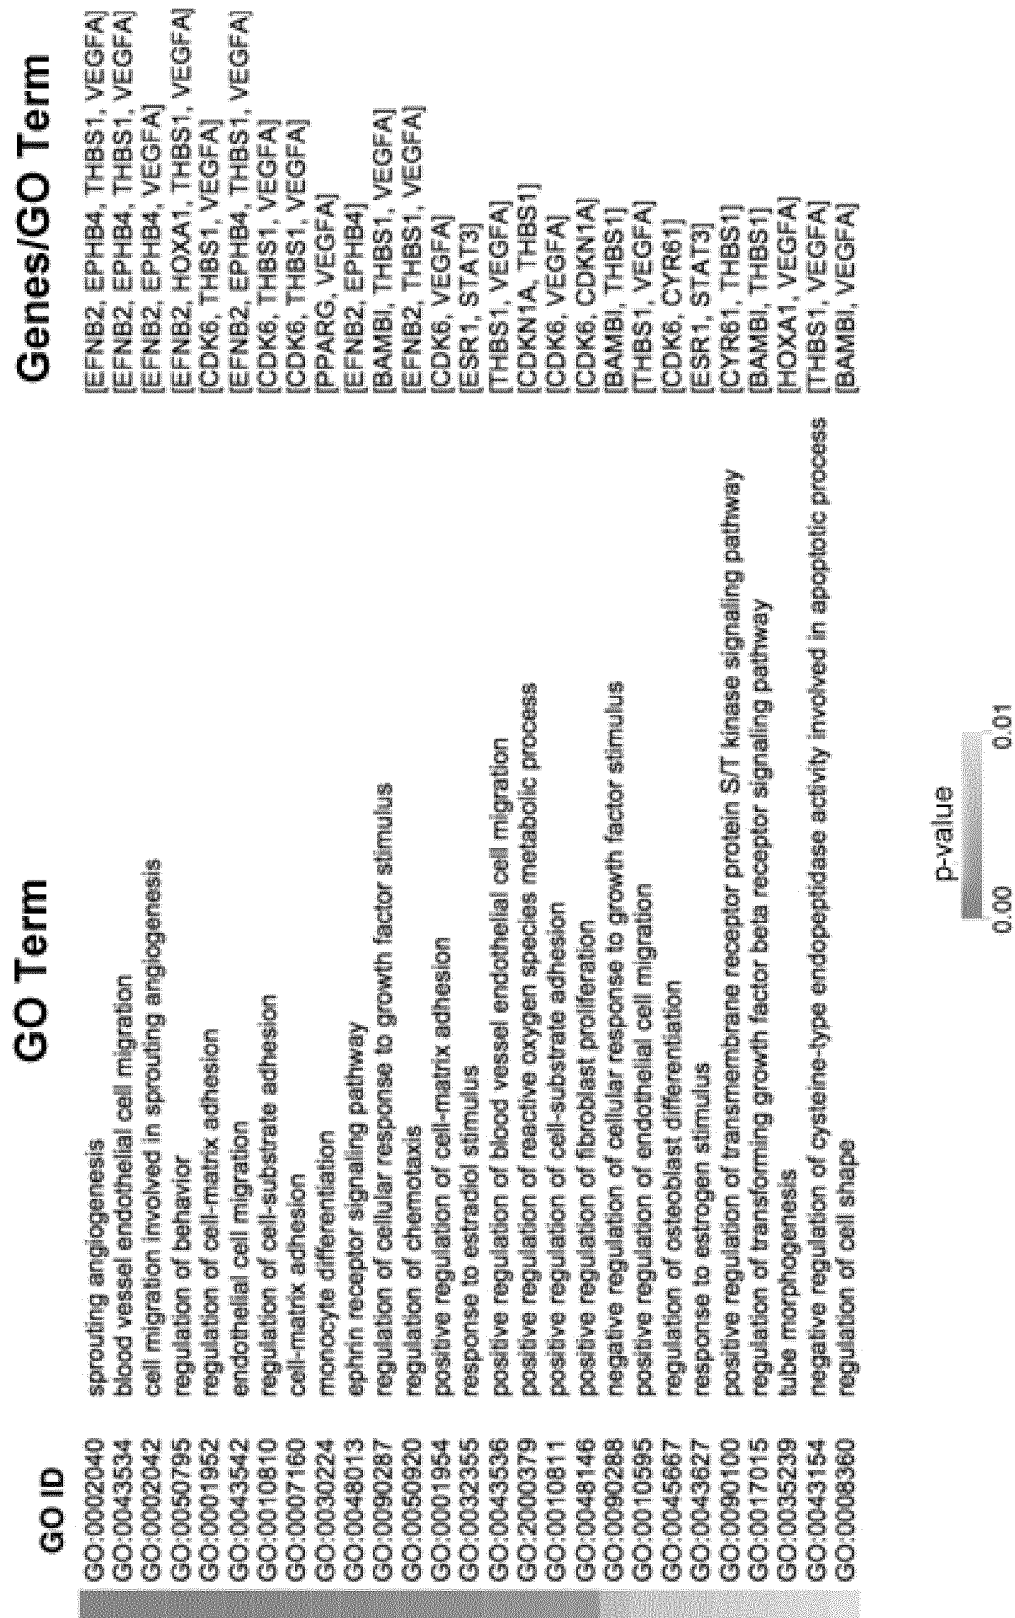 GO ID GO Term Genes/GO Term
GO:0002040 sprouting angiogenesis [EFNB2, EPHB4, THBS1, VEGFA]
GO:0043534 blood vessel endothelial cell migration [EFNB2, EPHB4, THBS1, VEGFA]
GO:0002042 cell migration involved in sprouting angiogenesis [EFNB2, EPHB4, VEGFA]
GO:0050795 regulation of behavior [EFNB2, HOXA1, THBS1, VEGFA]
GO:0001952 regulation of cell-matrix adhesion [CDK6, THBS1, VEGFA]
GO:0043542 endothelial cell migration [EFNB2, EPHB4, THBS1, VEGFA]
GO:0010810 regulation of cell-substrate adhesion [CDK6, THBS1, VEGFA]
GO:0007160 cell-matrix adhesion [CDK6, THBS1, VEGFA]
GO:0030224 monocyte differentiation [PPARG, VEGFA]
GO:0048013 ephrin receptor signaling pathway [EFNB2, EPHB4]
GO:0090287 regulation of cellular response to growth factor stimulus [BAMBI, THBS1, VEGFA]
GO:0050920 regulation of chemotaxis [EFNB2, THBS1, VEGFA]
GO:0001954 positive regulation of cell-matrix adhesion [CDK6, VEGFA]
GO:0032355 response to estradiol stimulus [ESR1, STAT3]
GO:0043536 positive regulation of blood vessel endothelial cell migration [THBS1, VEGFA]
GO:2000379 positive regulation of reactive oxygen species metabolic process [CDKN1A, THBS1]
GO:0010811 positive regulation of cell-substrate adhesion [CDK6, VEGFA]
GO:0048146 positive regulation of fibroblast proliferation [CDK6, CDKN1A]
GO:0090288 negative regulation of cellular response to growth factor stimulus [BAMBI, THBS1]
GO:0010595 positive regulation of endothelial cell migration [THBS1, VEGFA]
GO:0045667 regulation of osteoblast differentiation [CDK6, CYR61]
GO:0043627 response to estrogen stimulus [ESR1, STAT3]
GO:0090100 positive regulation of transmembrane receptor protein S/T kinase signaling pathway [CYR61, THBS1]
GO:0017015 regulation of transforming growth factor beta receptor signaling pathway [BAMBI, THBS1]
GO:0035239 tube morphogenesis [HOXA1, VEGFA]
GO:0043154 negative regulation of cysteine-type endopeptidase activity involved in apoptotic process [THBS1, VEGFA]
GO:0008360 regulation of cell shape [BAMBI, VEGFA]
p-value
0.00 0.01